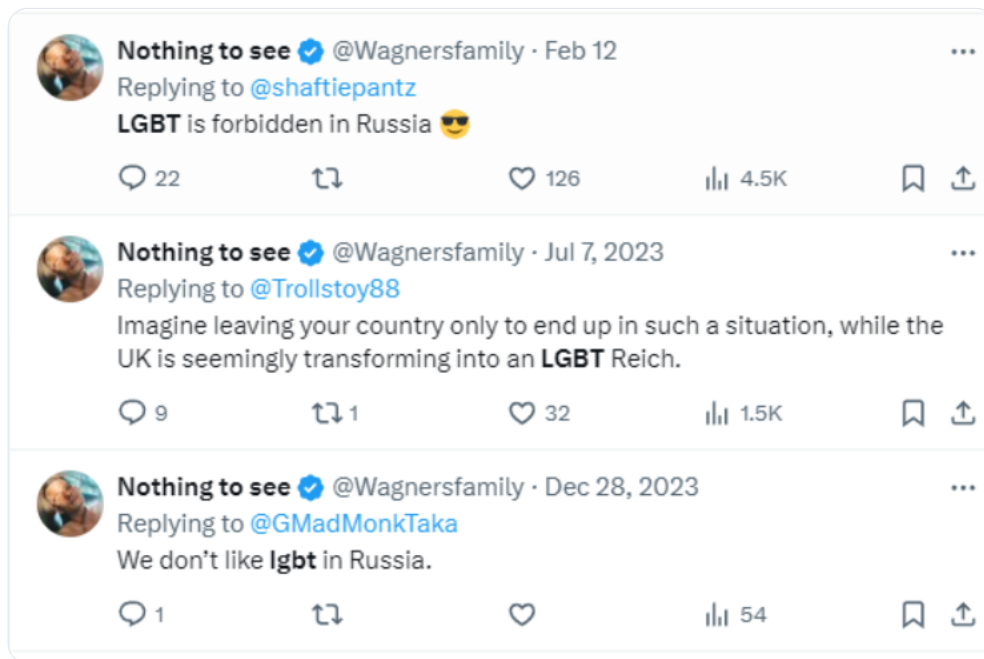 Nothing to see @Wagnersfamily · Feb 12
Replying to @shaftiepantz
LGBT is forbidden in Russia 😎
22 126 4.5K
Nothing to see @Wagnersfamily · Jul 7, 2023
Replying to @Trollstoy88
Imagine leaving your country only to end up in such a situation, while the
UK is seemingly transforming into an LGBT Reich.
9 1 32 1.5K
Nothing to see @Wagnersfamily · Dec 28, 2023
Replying to @GMadMonkTaka
We don't like lgbt in Russia.
1 54